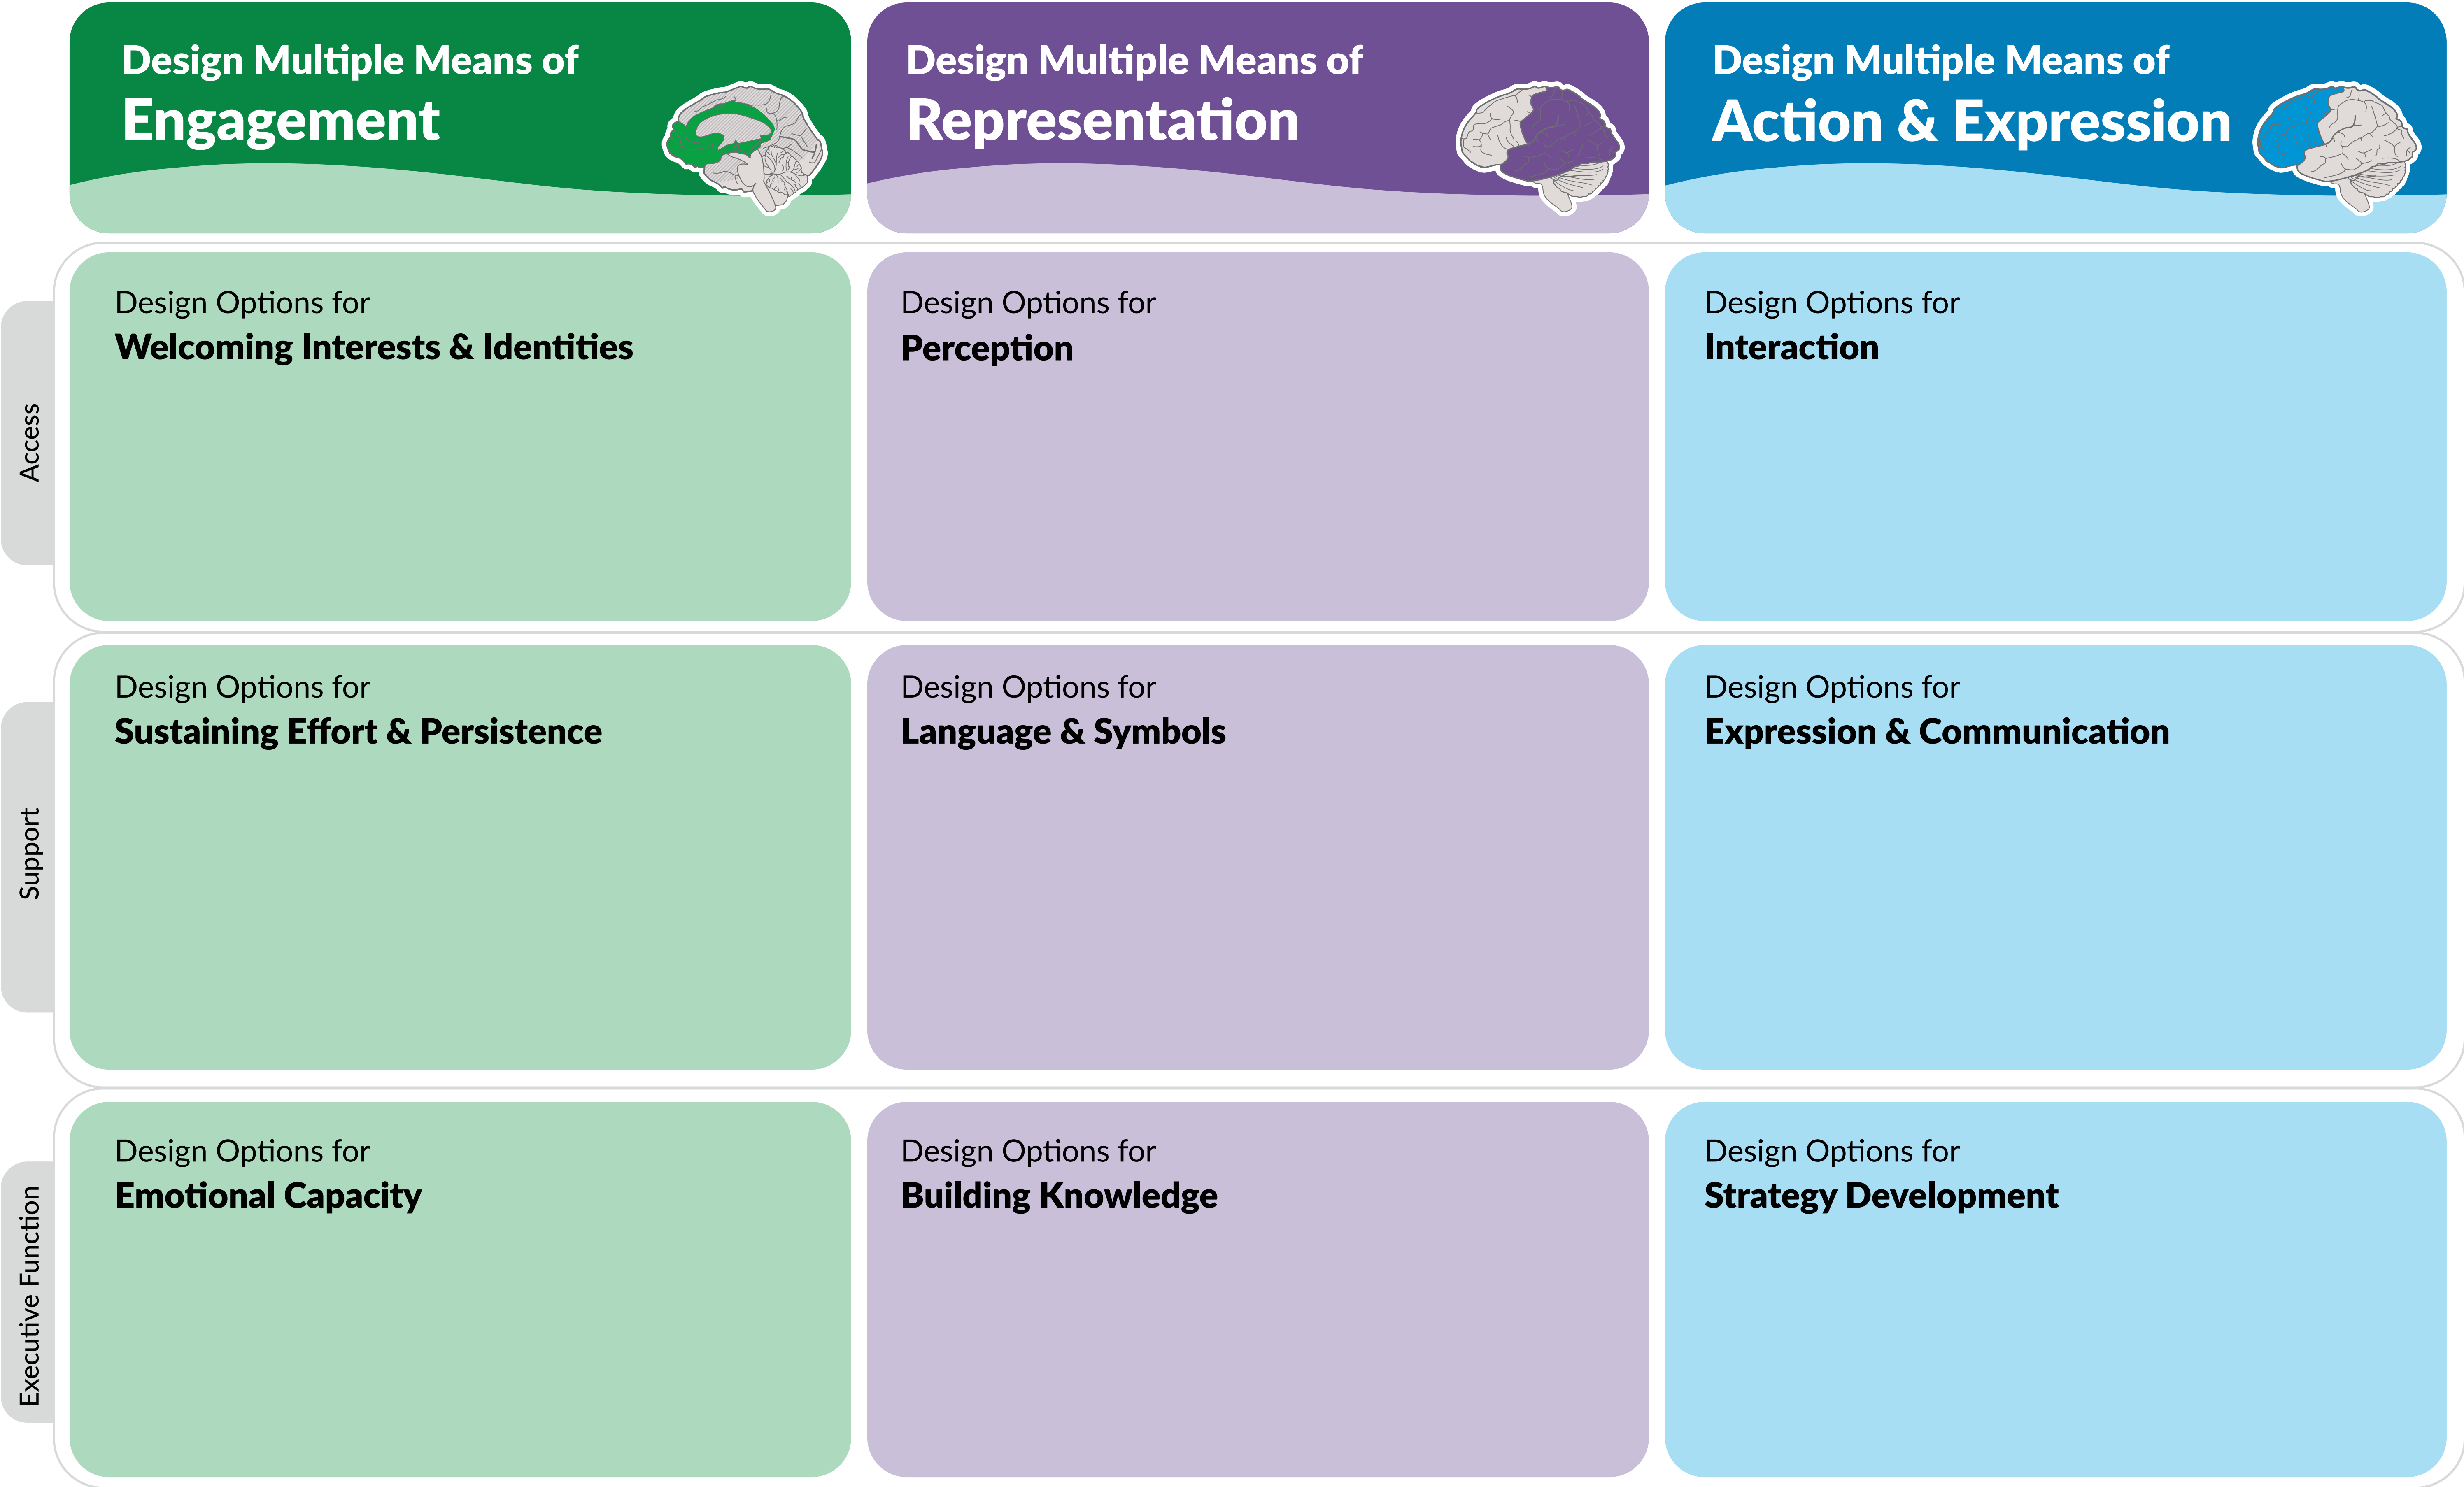 Design Multiple Means of
Engagement
Design Multiple Means of
Representation
Design Multiple Means of
Action & Expression
Access
Design Options for
Welcoming Interests & Identities
Design Options for
Perception
Design Options for
Interaction
Support
Design Options for
Sustaining Effort & Persistence
Design Options for
Language & Symbols
Design Options for
Expression & Communication
Executive Function
Design Options for
Emotional Capacity
Design Options for
Building Knowledge
Design Options for
Strategy Development